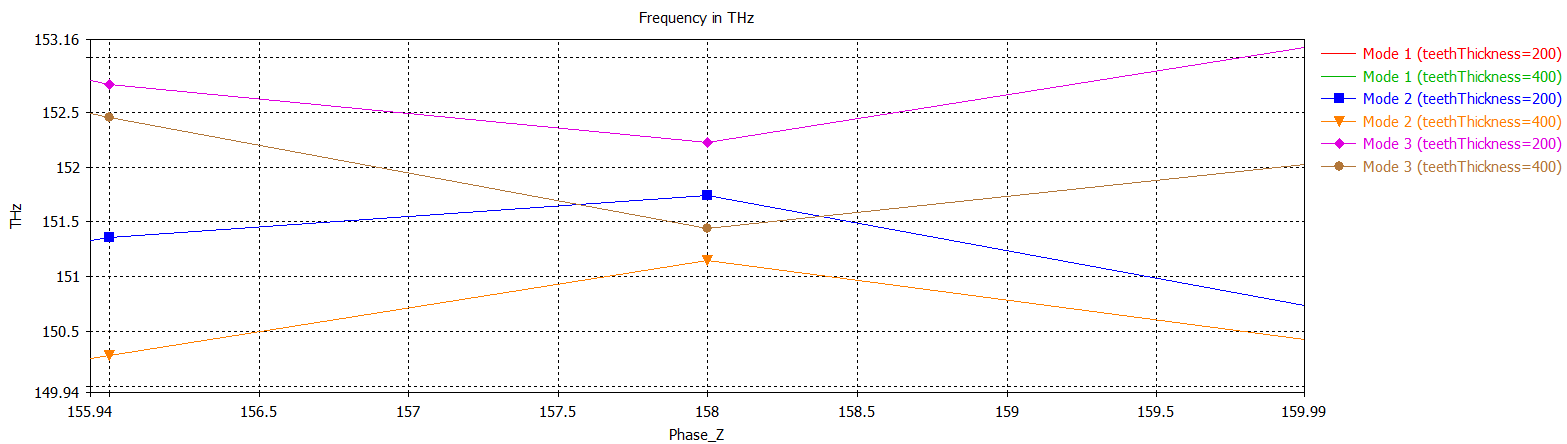 Frequency in THz
153.16
152.5
152
151.5
151
150.5
149.94
THz
155.94
156.5
157
157.5
158
158.5
159
159.5
159.99
Phase_Z
Mode 1 (teethThickness=200)
Mode 1 (teethThickness=400)
Mode 2 (teethThickness=200)
Mode 2 (teethThickness=400)
Mode 3 (teethThickness=200)
Mode 3 (teethThickness=400)